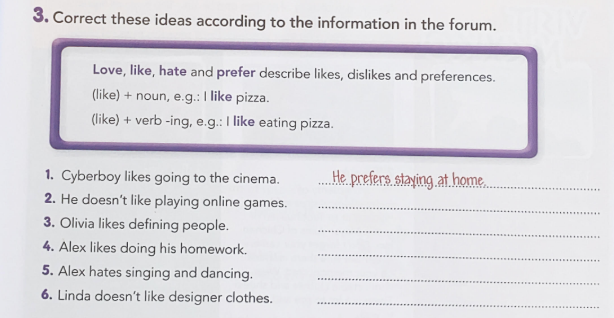 3. Correct these ideas according to the information in the forum.
Love, like, hate and prefer describe likes, dislikes and preferences.
(like) + noun, e.g.: I like pizza.
(like) + verb -ing, e.g.: I like eating pizza.
1. Cyberboy likes going to the cinema. He prefers staying at home.
2. He doesn't like playing online games.
3. Olivia likes defining people.
4. Alex likes doing his homework.
5. Alex hates singing and dancing.
6. Linda doesn't like designer clothes.